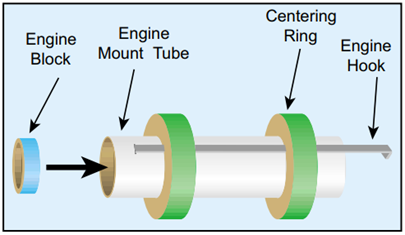 Engine
Block
Engine
Mount Tube
Centering
Ring
Engine
Hook